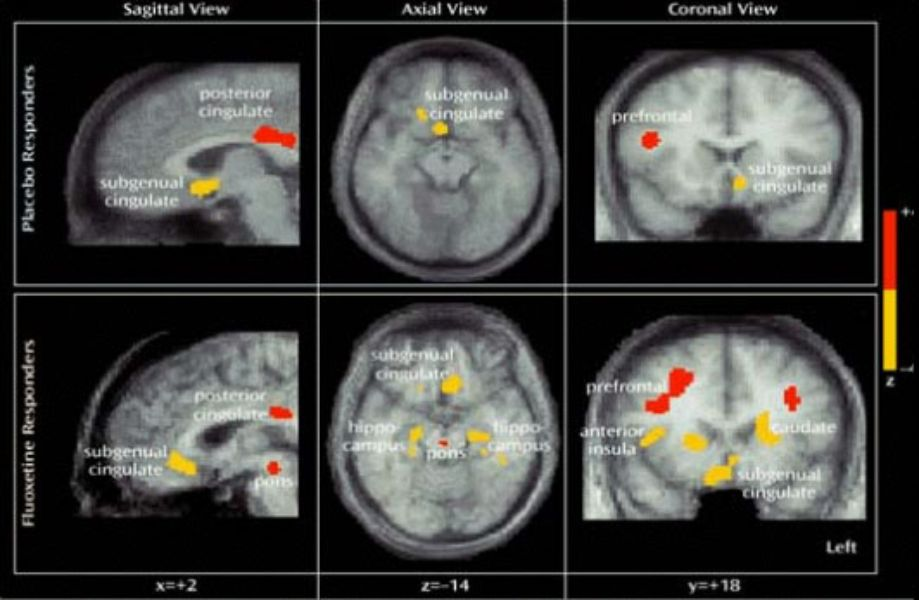 Sagittal View
Axial View
Coronal View
Placebo Responders
posterior
cingulate
subgenual
cingulate
subgenual
cingulate
prefrontal
subgenual
cingulate
Fluoxetine Responders
posterior
cingulate
subgenual
cingulate
pons
subgenual
cingulate
hippo-
campus
pons
hippo-
campus
prefrontal
anterior
insula
caudate
subgenual
cingulate
Left
z
x=+2
z=–14
y=+18